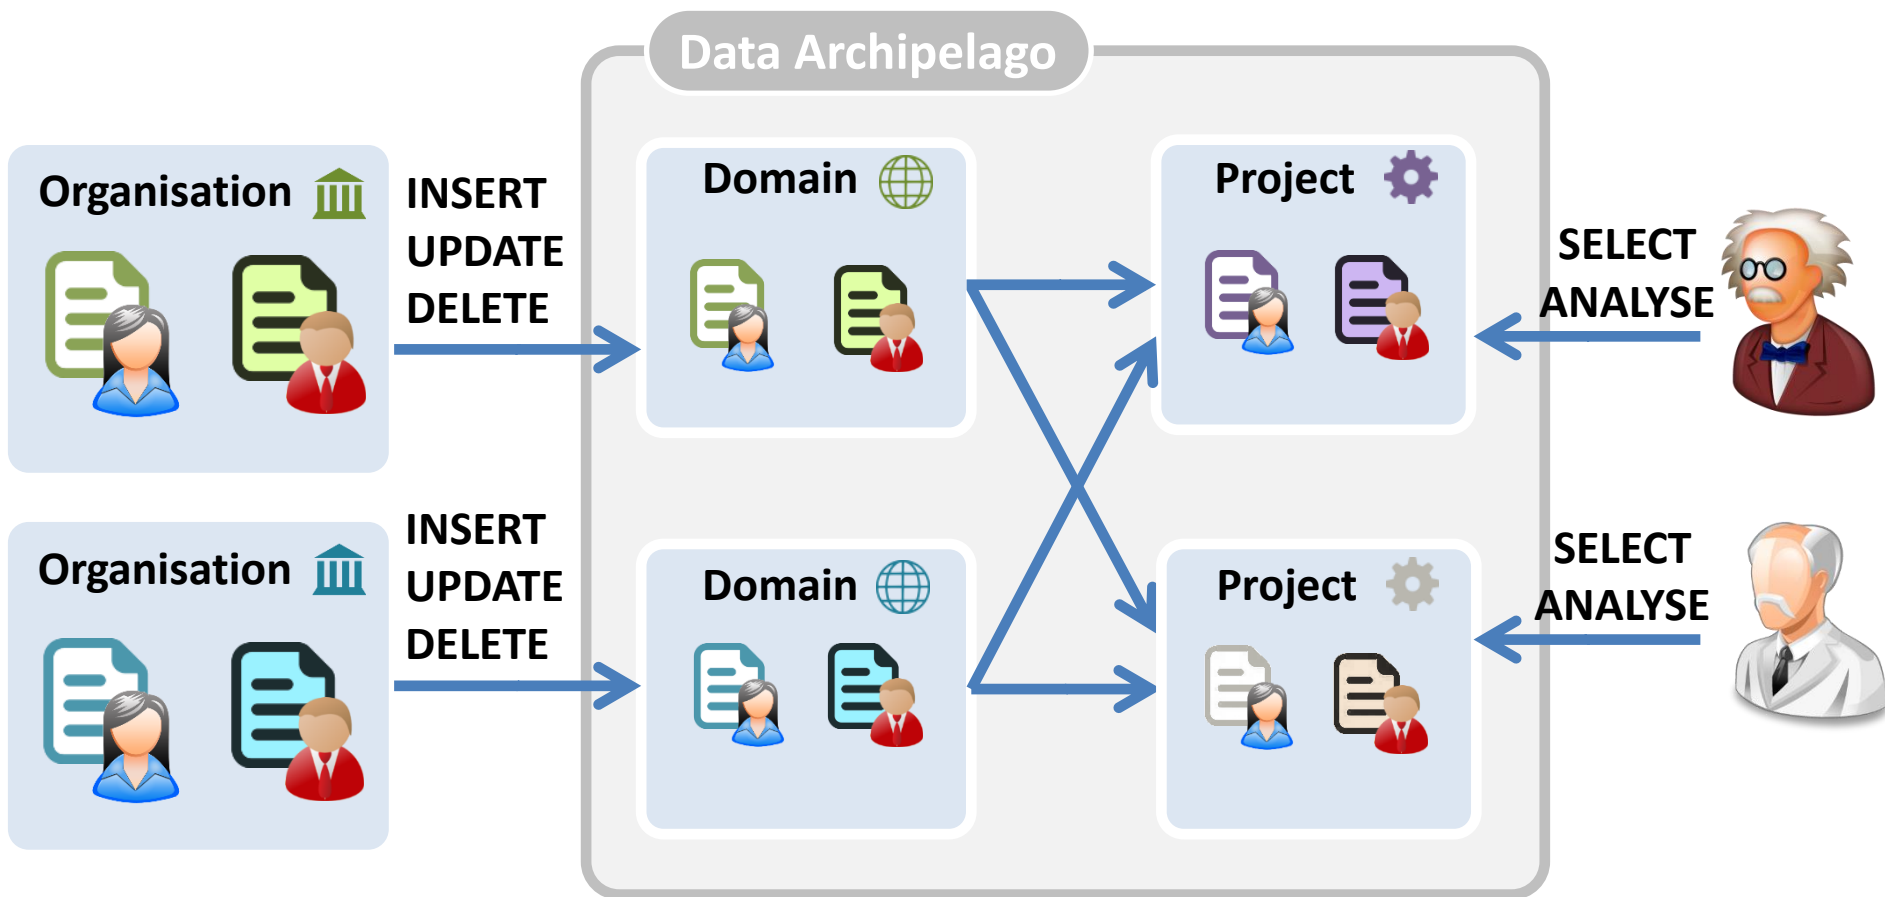 Data Archipelago
Organisation
INSERT
UPDATE
DELETE
Domain
Project
SELECT
ANALYSE
Organisation
INSERT
UPDATE
DELETE
Domain
Project
SELECT
ANALYSE